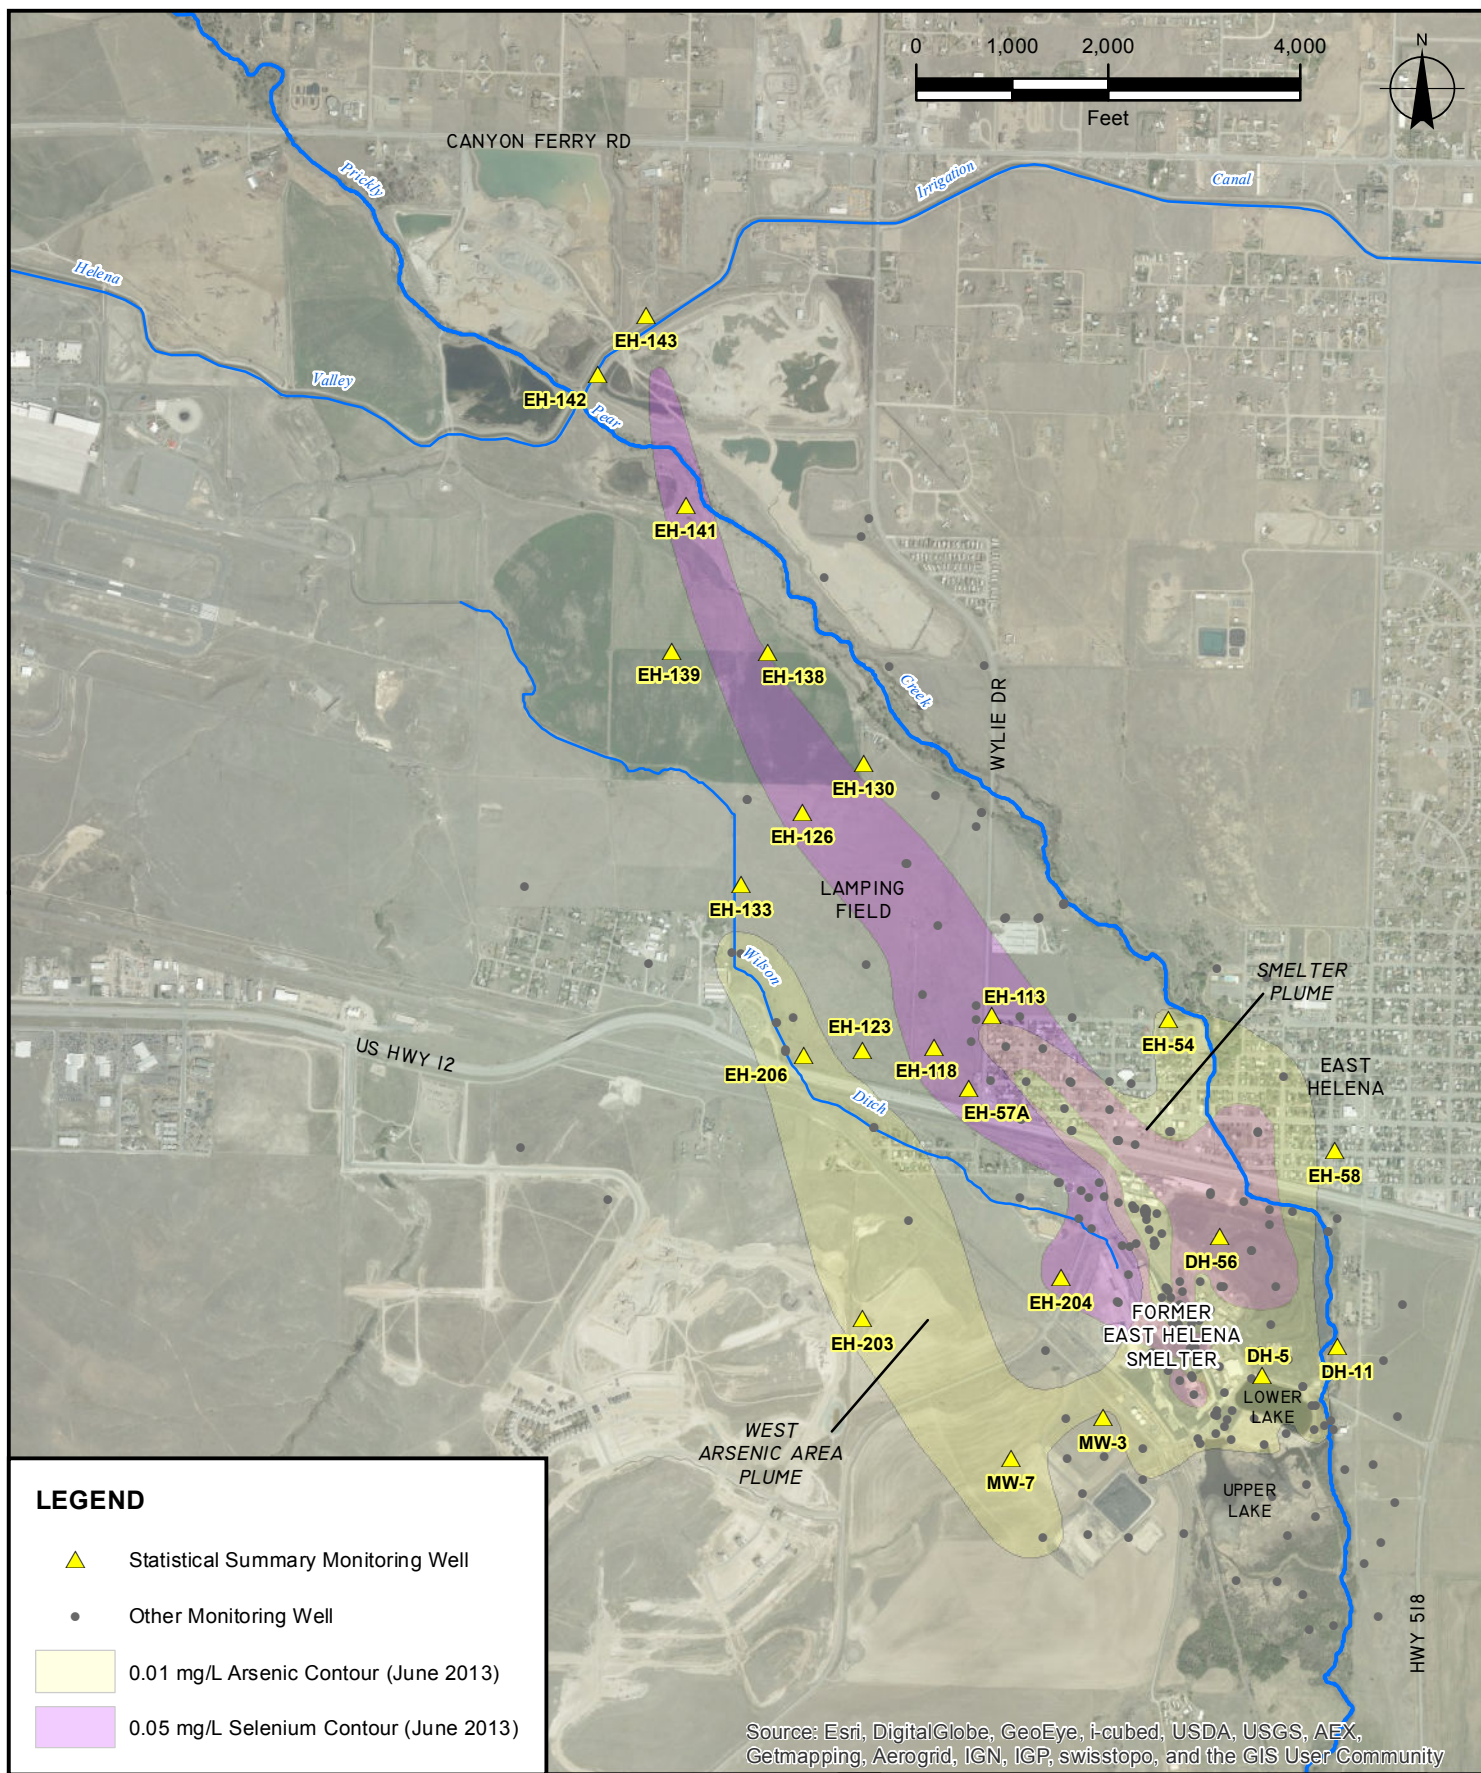 0 1,000 2,000 4,000
Feet
N
CANYON FERRY RD
Prickly
Irrigation
Canal
Helena
Valley
EH-143
EH-142
Pear
EH-141
EH-139
EH-138
Creek
WYLIE DR
EH-130
EH-126
LAMPING
FIELD
EH-133
Wilson
SMELTER
PLUME
EH-113
EH-123
EH-54
US HWY 12
EH-206
EH-118
EAST
HELENA
Ditch
EH-57A
EH-58
DH-56
EH-204
FORMER
EAST HELENA
SMELTER
EH-203
DH-5
DH-11
LOWER
LAKE
WEST
ARSENIC AREA
PLUME
MW-3
MW-7
UPPER
LAKE
HWY 518
LEGEND
Statistical Summary Monitoring Well
Other Monitoring Well
0.01 mg/L Arsenic Contour (June 2013)
0.05 mg/L Selenium Contour (June 2013)
Source: Esri, DigitalGlobe, GeoEye, i-cubed, USDA, USGS, AEX,
Getmapping, Aerogrid, IGN, IGP, swisstopo, and the GIS User Community